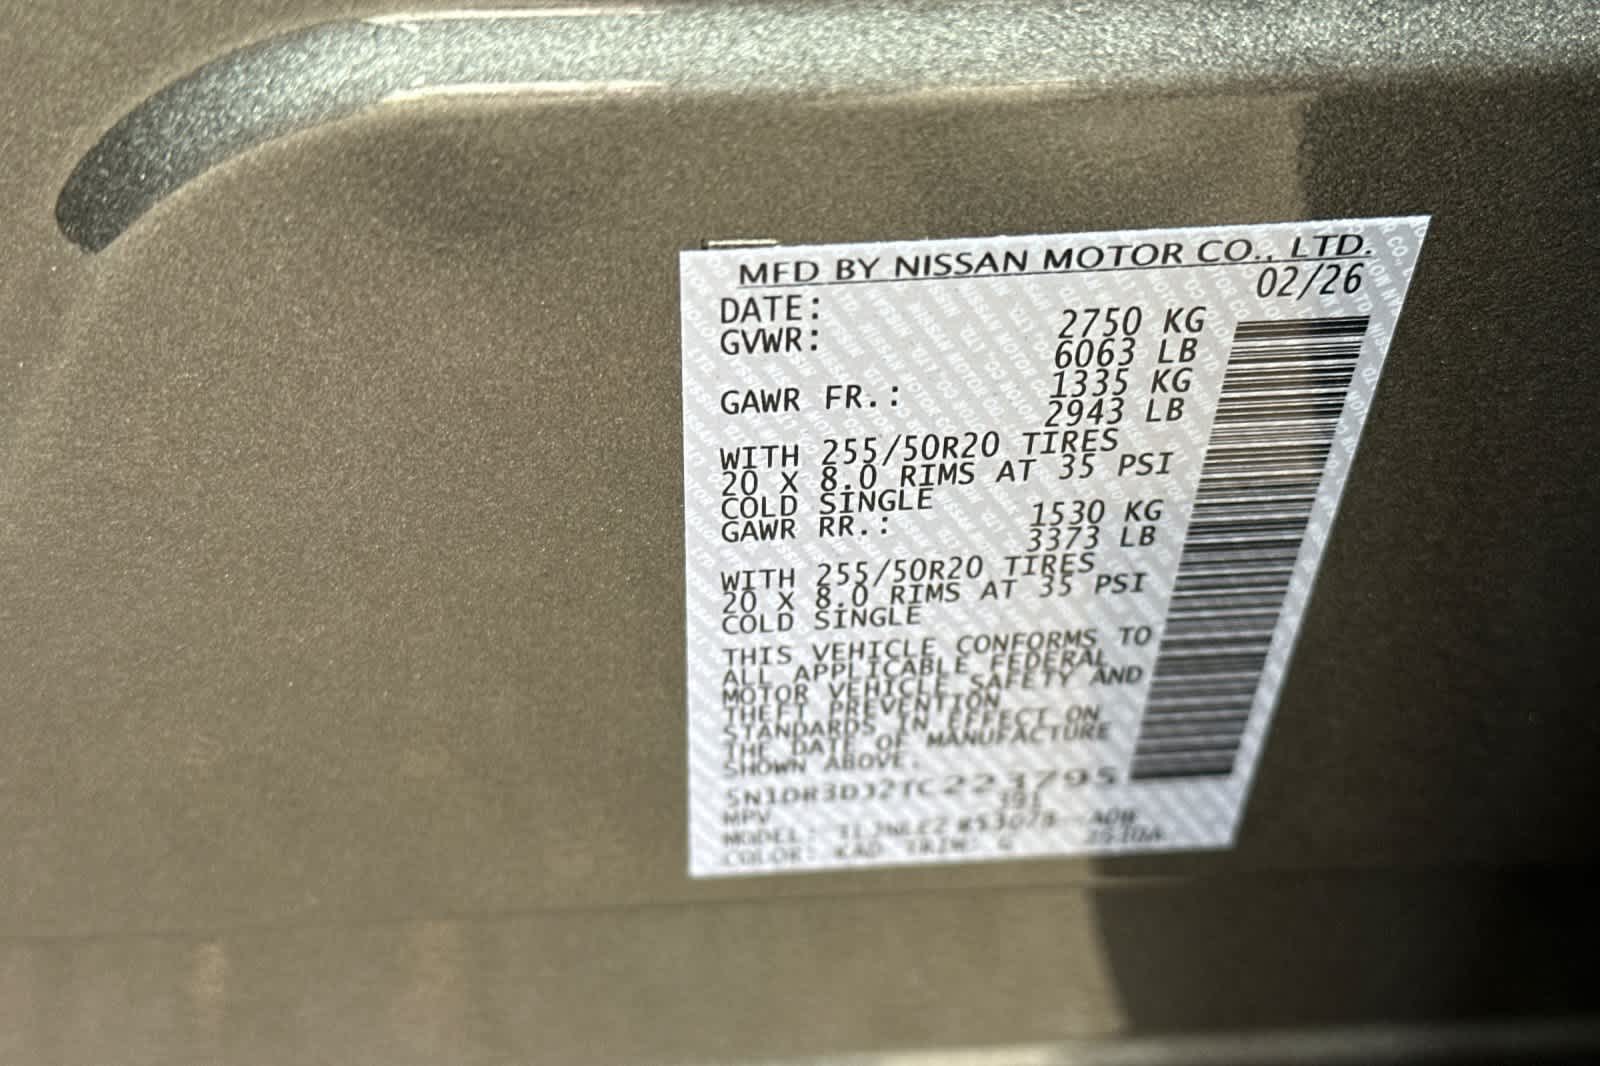 MFD BY NISSAN MOTOR CO., LTD.
DATE: 02/26
GVWR: 2750 KG
6063 LB
GAWR FR.: 1335 KG
2943 LB
WITH 255/50R20 TIRES
20 X 8.0 RIMS AT 35 PSI
COLD SINGLE
GAWR RR.: 1530 KG
3373 LB
WITH 255/50R20 TIRES
20 X 8.0 RIMS AT 35 PSI
COLD SINGLE
THIS VEHICLE CONFORMS TO
ALL APPLICABLE FEDERAL
MOTOR VEHICLE SAFETY AND
THEFT PREVENTION
STANDARDS IN EFFECT ON
THE DATE OF MANUFACTURE
SHOWN ABOVE.
MPV
MODEL:
COLOR: KAD TRIM: G